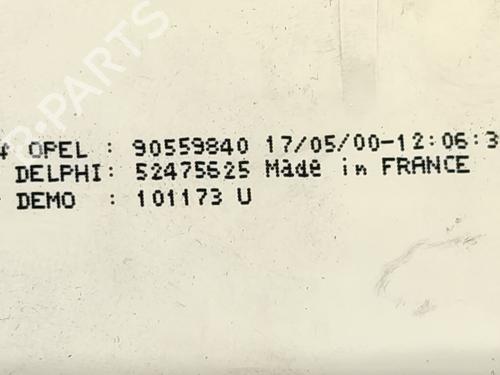 # OPEL : 90559840 17/05/00-12:06:3
DELPHI: 52475625 Made in FRANCE
DEMO : 101173 U